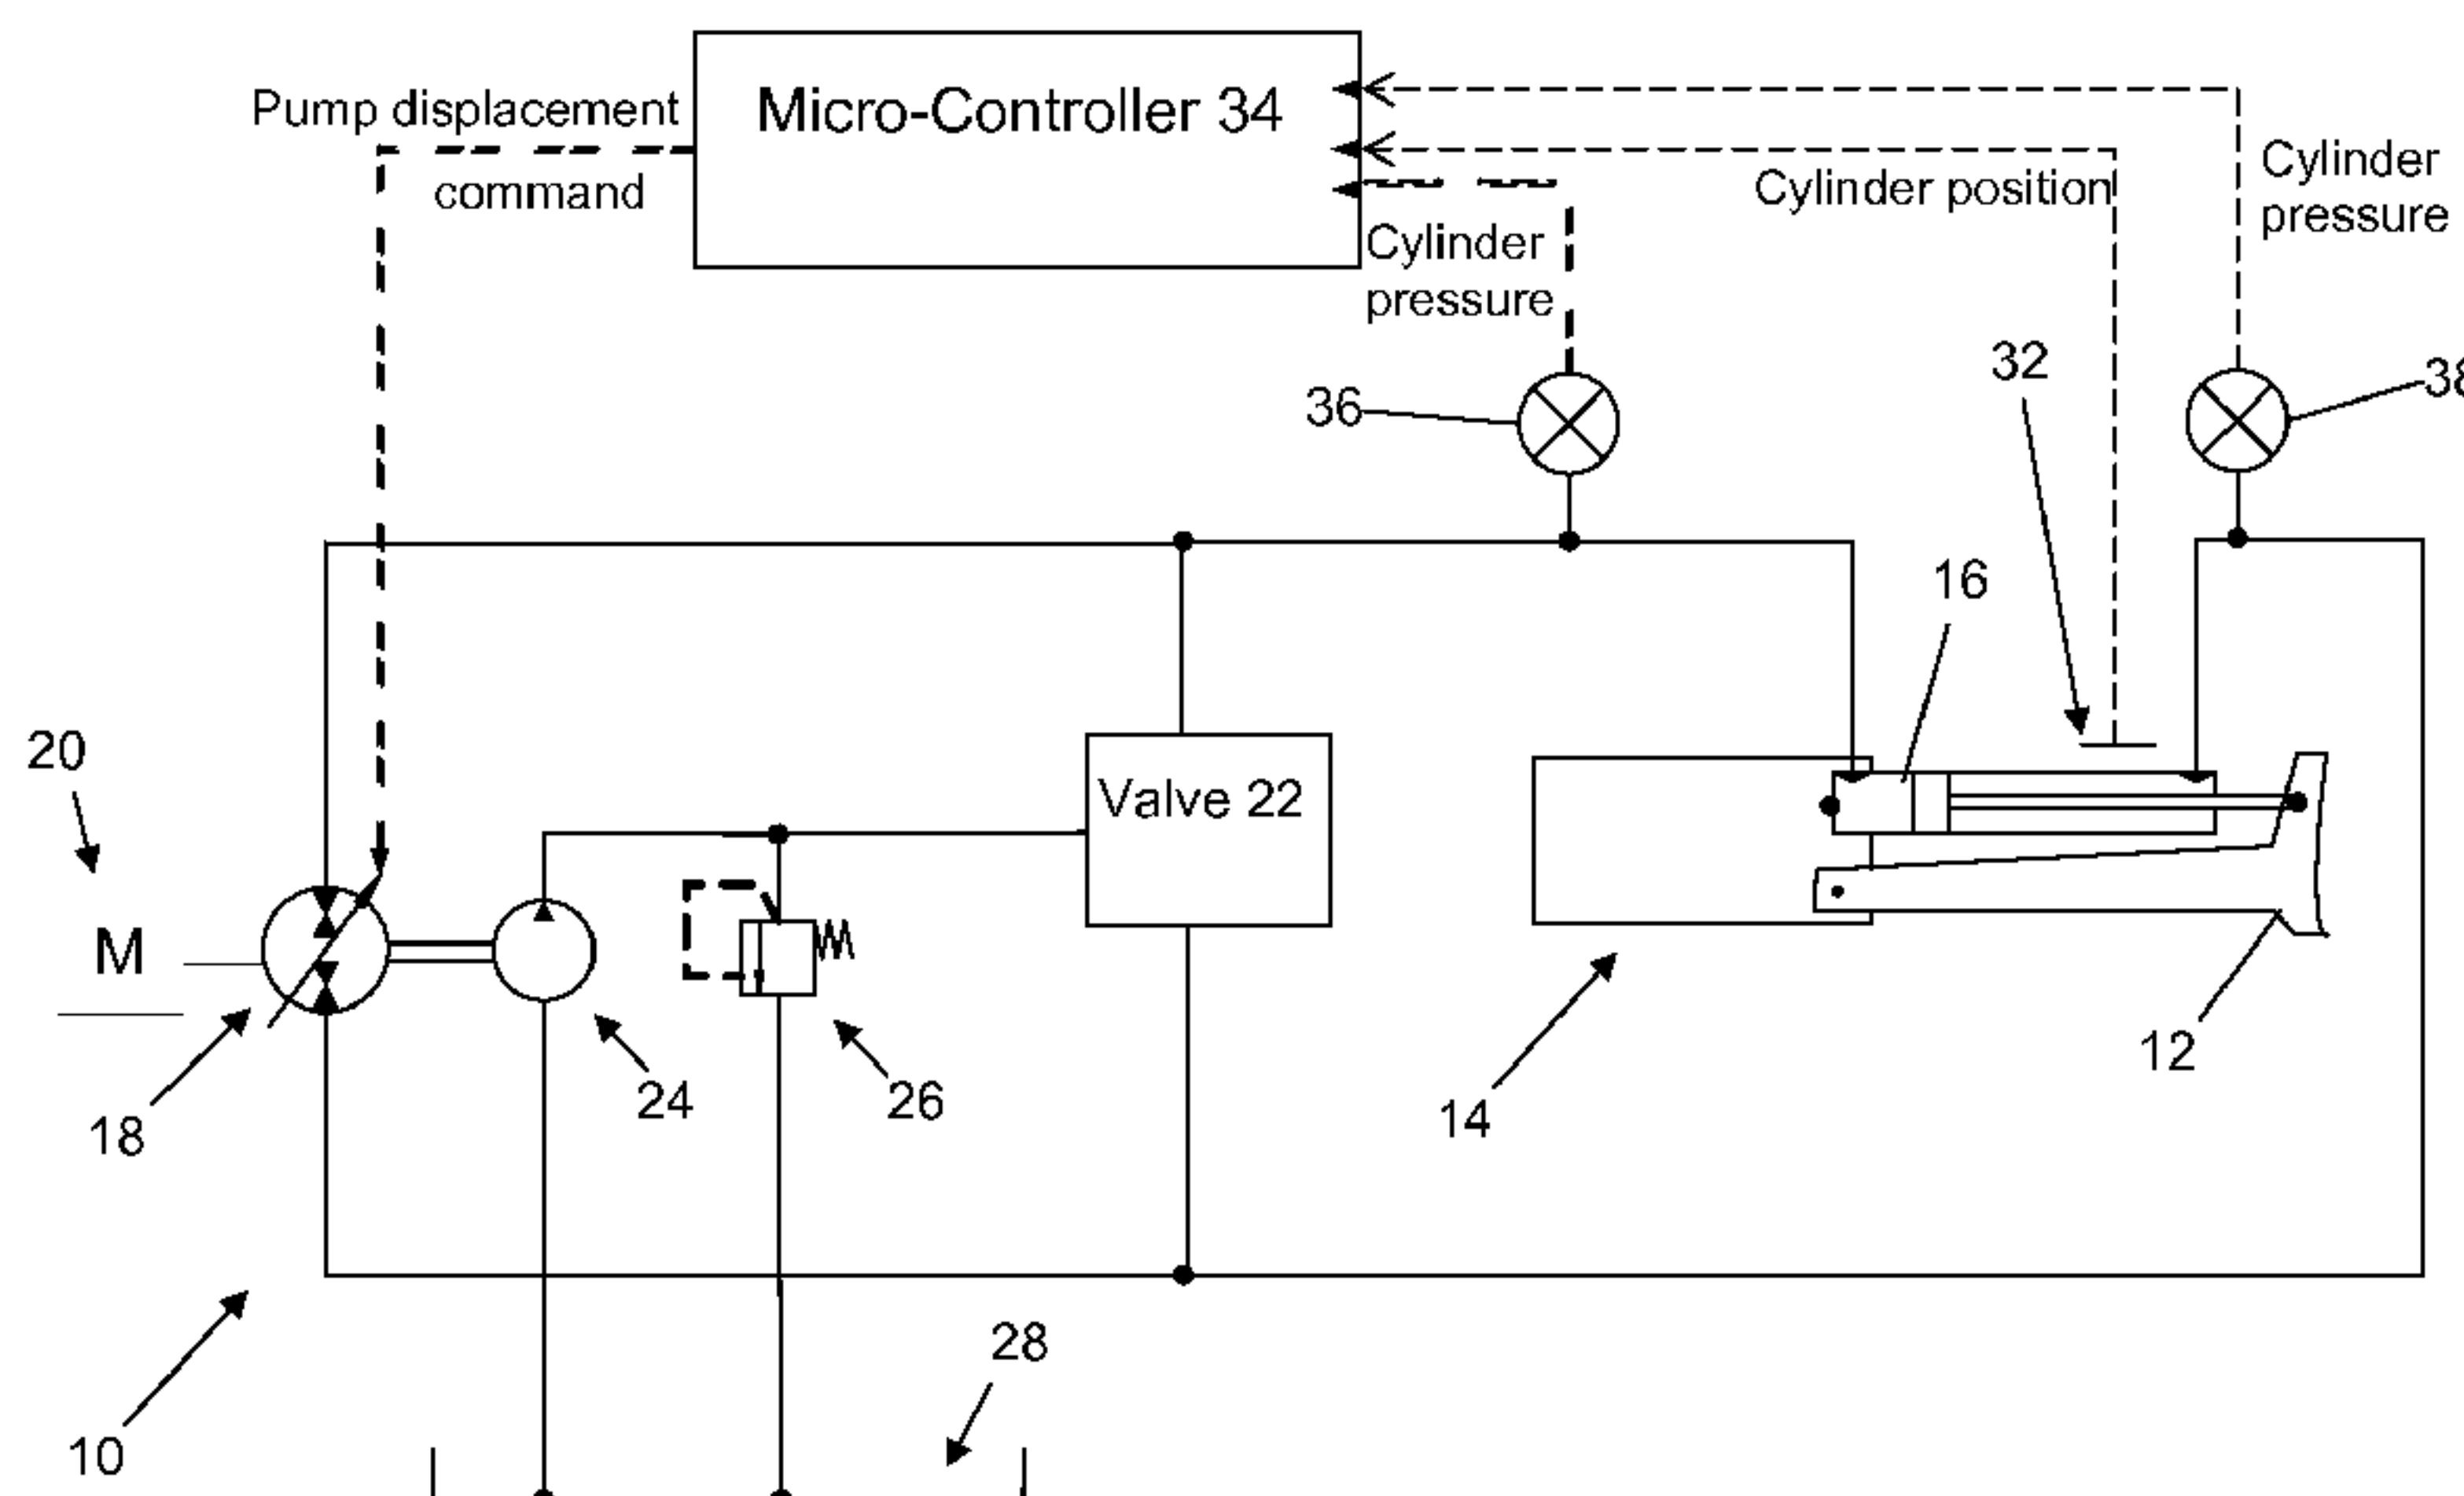 Micro-Controller 34
Pump displacement
command
Cylinder
pressure
Cylinder position
Cylinder
pressure
36
32
38
16
20
Valve 22
M
18
24
26
14
12
10
28